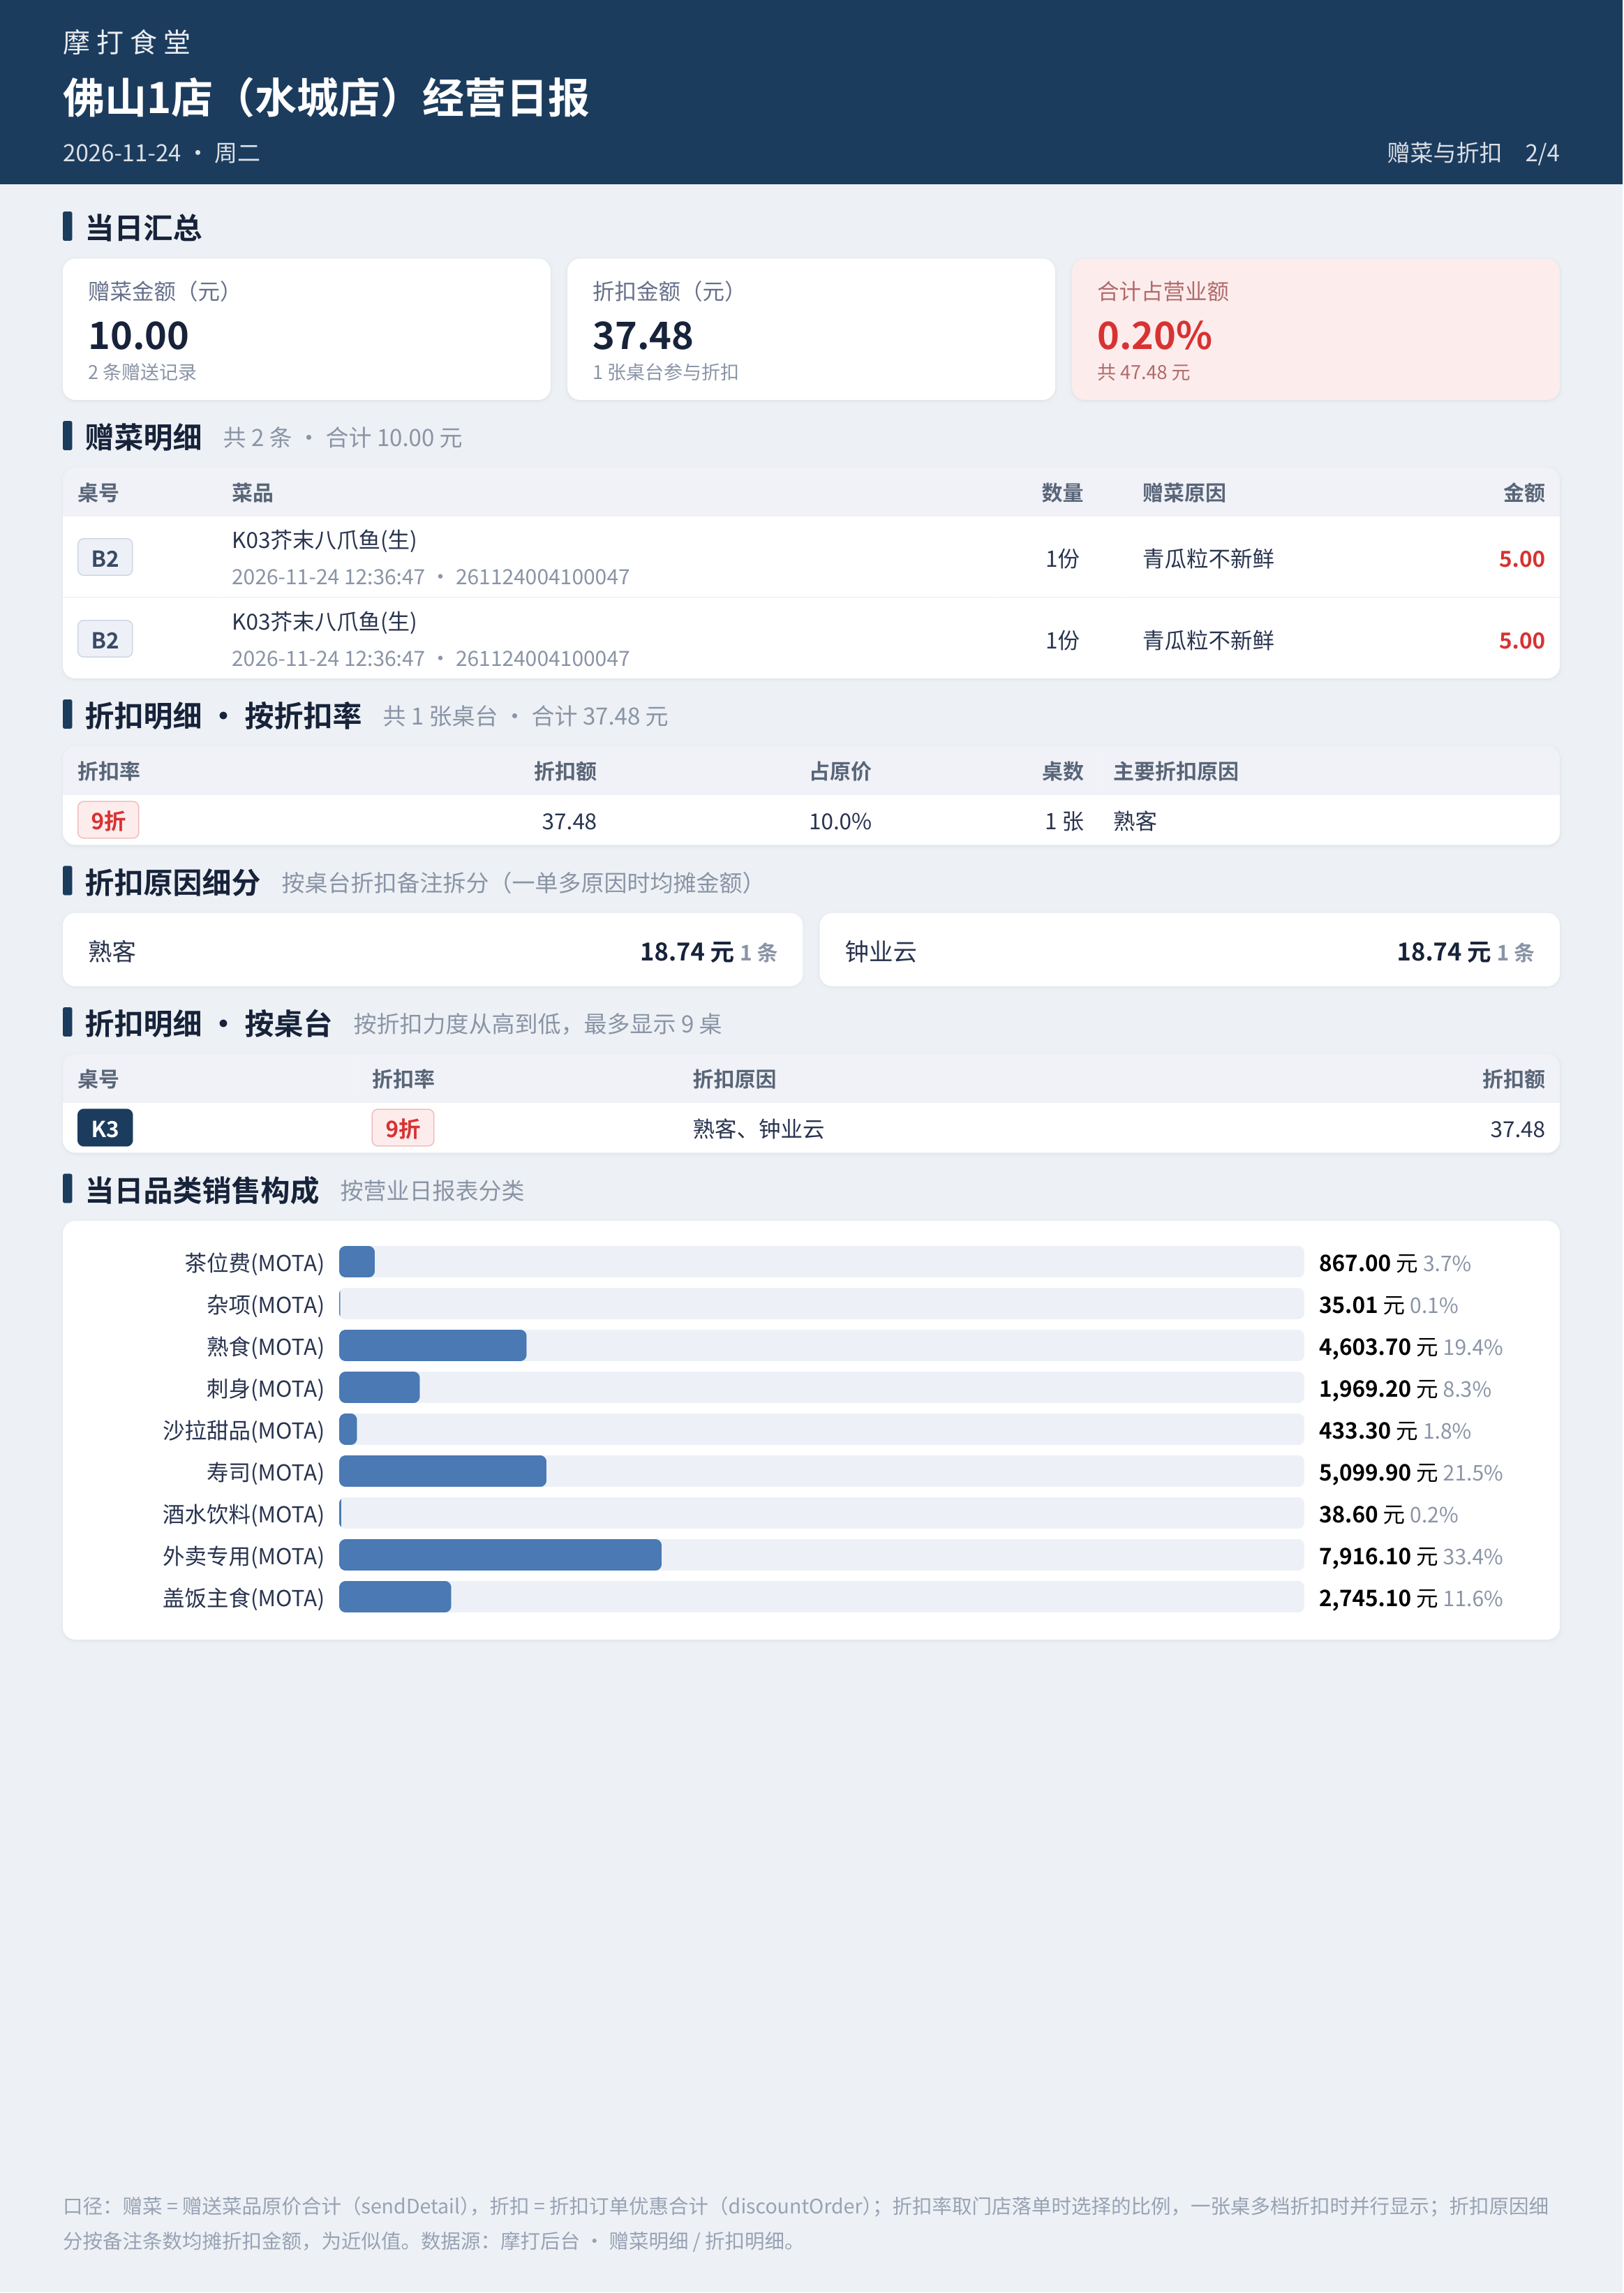 摩打食堂
佛山1店（水城店）经营日报
2026-11-24 • 周二
赠菜与折扣 2/4
当日汇总
赠菜金额（元）
10.00
2 条赠送记录
折扣金额（元）
37.48
1 张桌台参与折扣
合计占营业额
0.20%
共 47.48 元
赠菜明细 共 2 条 • 合计 10.00 元
桌号 菜品 数量 赠菜原因 金额
B2 K03芥末八爪鱼(生) 1份 青瓜粒不新鲜 5.00
2026-11-24 12:36:47 • 261124004100047
B2 K03芥末八爪鱼(生) 1份 青瓜粒不新鲜 5.00
2026-11-24 12:36:47 • 261124004100047
折扣明细 • 按折扣率 共 1 张桌台 • 合计 37.48 元
折扣率 折扣额 占原价 桌数 主要折扣原因
9折 37.48 10.0% 1 张 熟客
折扣原因细分 按桌台折扣备注拆分（一单多原因时均摊金额）
熟客 18.74 元 1 条
钟业云 18.74 元 1 条
折扣明细 • 按桌台 按折扣力度从高到低，最多显示 9 桌
桌号 折扣率 折扣原因 折扣额
K3 9折 熟客、钟业云 37.48
当日品类销售构成 按营业日报表分类
茶位费(MOTA) 867.00 元 3.7%
杂项(MOTA) 35.01 元 0.1%
熟食(MOTA) 4,603.70 元 19.4%
刺身(MOTA) 1,969.20 元 8.3%
沙拉甜品(MOTA) 433.30 元 1.8%
寿司(MOTA) 5,099.90 元 21.5%
酒水饮料(MOTA) 38.60 元 0.2%
外卖专用(MOTA) 7,916.10 元 33.4%
盖饭主食(MOTA) 2,745.10 元 11.6%
口径：赠菜 = 赠送菜品原价合计（sendDetail），折扣 = 折扣订单优惠合计（discountOrder）；折扣率取门店落单时选择的比例，一张桌多档折扣时并行显示；折扣原因细
分按备注条数均摊折扣金额，为近似值。数据源：摩打后台 • 赠菜明细 / 折扣明细。